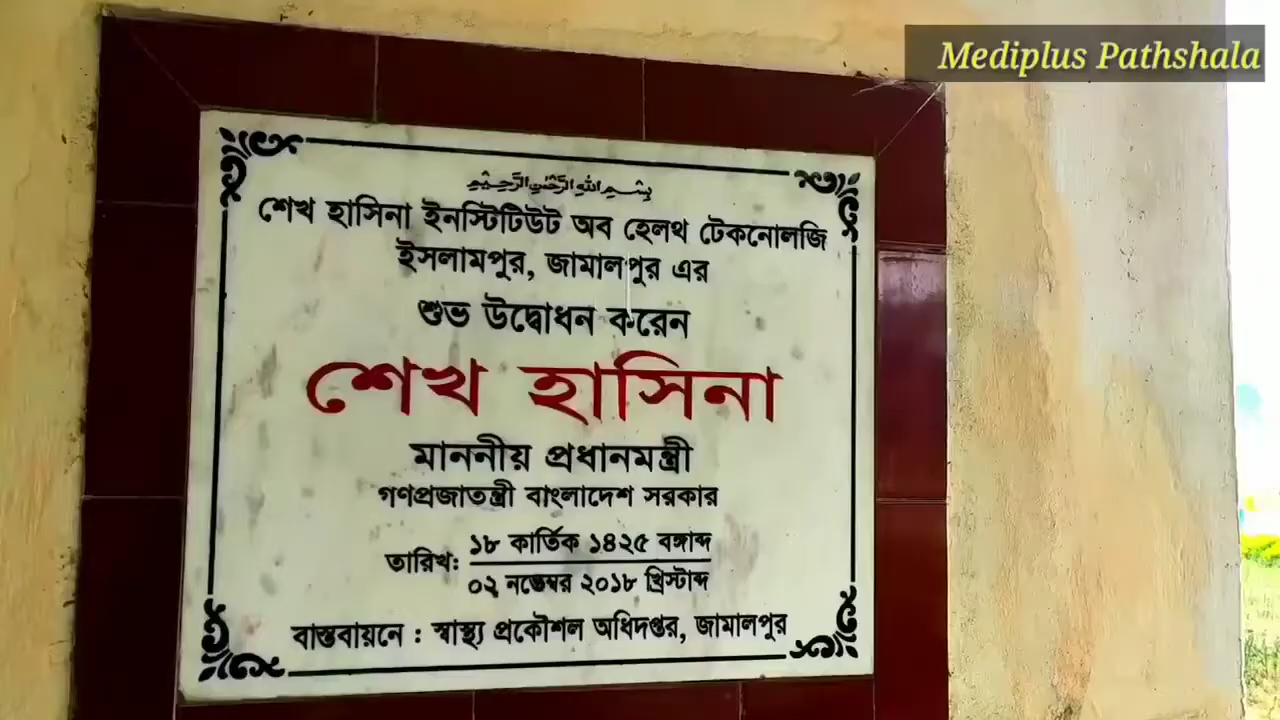 Mediplus Pathshala
بسم الله الرحمن الرحيم
শেখ হাসিনা ইনস্টিটিউট অব হেলথ টেকনোলজি
ইসলামপুর, জামালপুর এর
শুভ উদ্বোধন করেন
শেখ হাসিনা
মাননীয় প্রধানমন্ত্রী
গণপ্রজাতন্ত্রী বাংলাদেশ সরকার
তারিখ: ১৮ কার্তিক ১৪২৫ বঙ্গাব্দ
০২ নভেম্বর ২০১৮ খ্রিস্টাব্দ
বাস্তবায়নে : স্বাস্থ্য প্রকৌশল অধিদপ্তর, জামালপুর